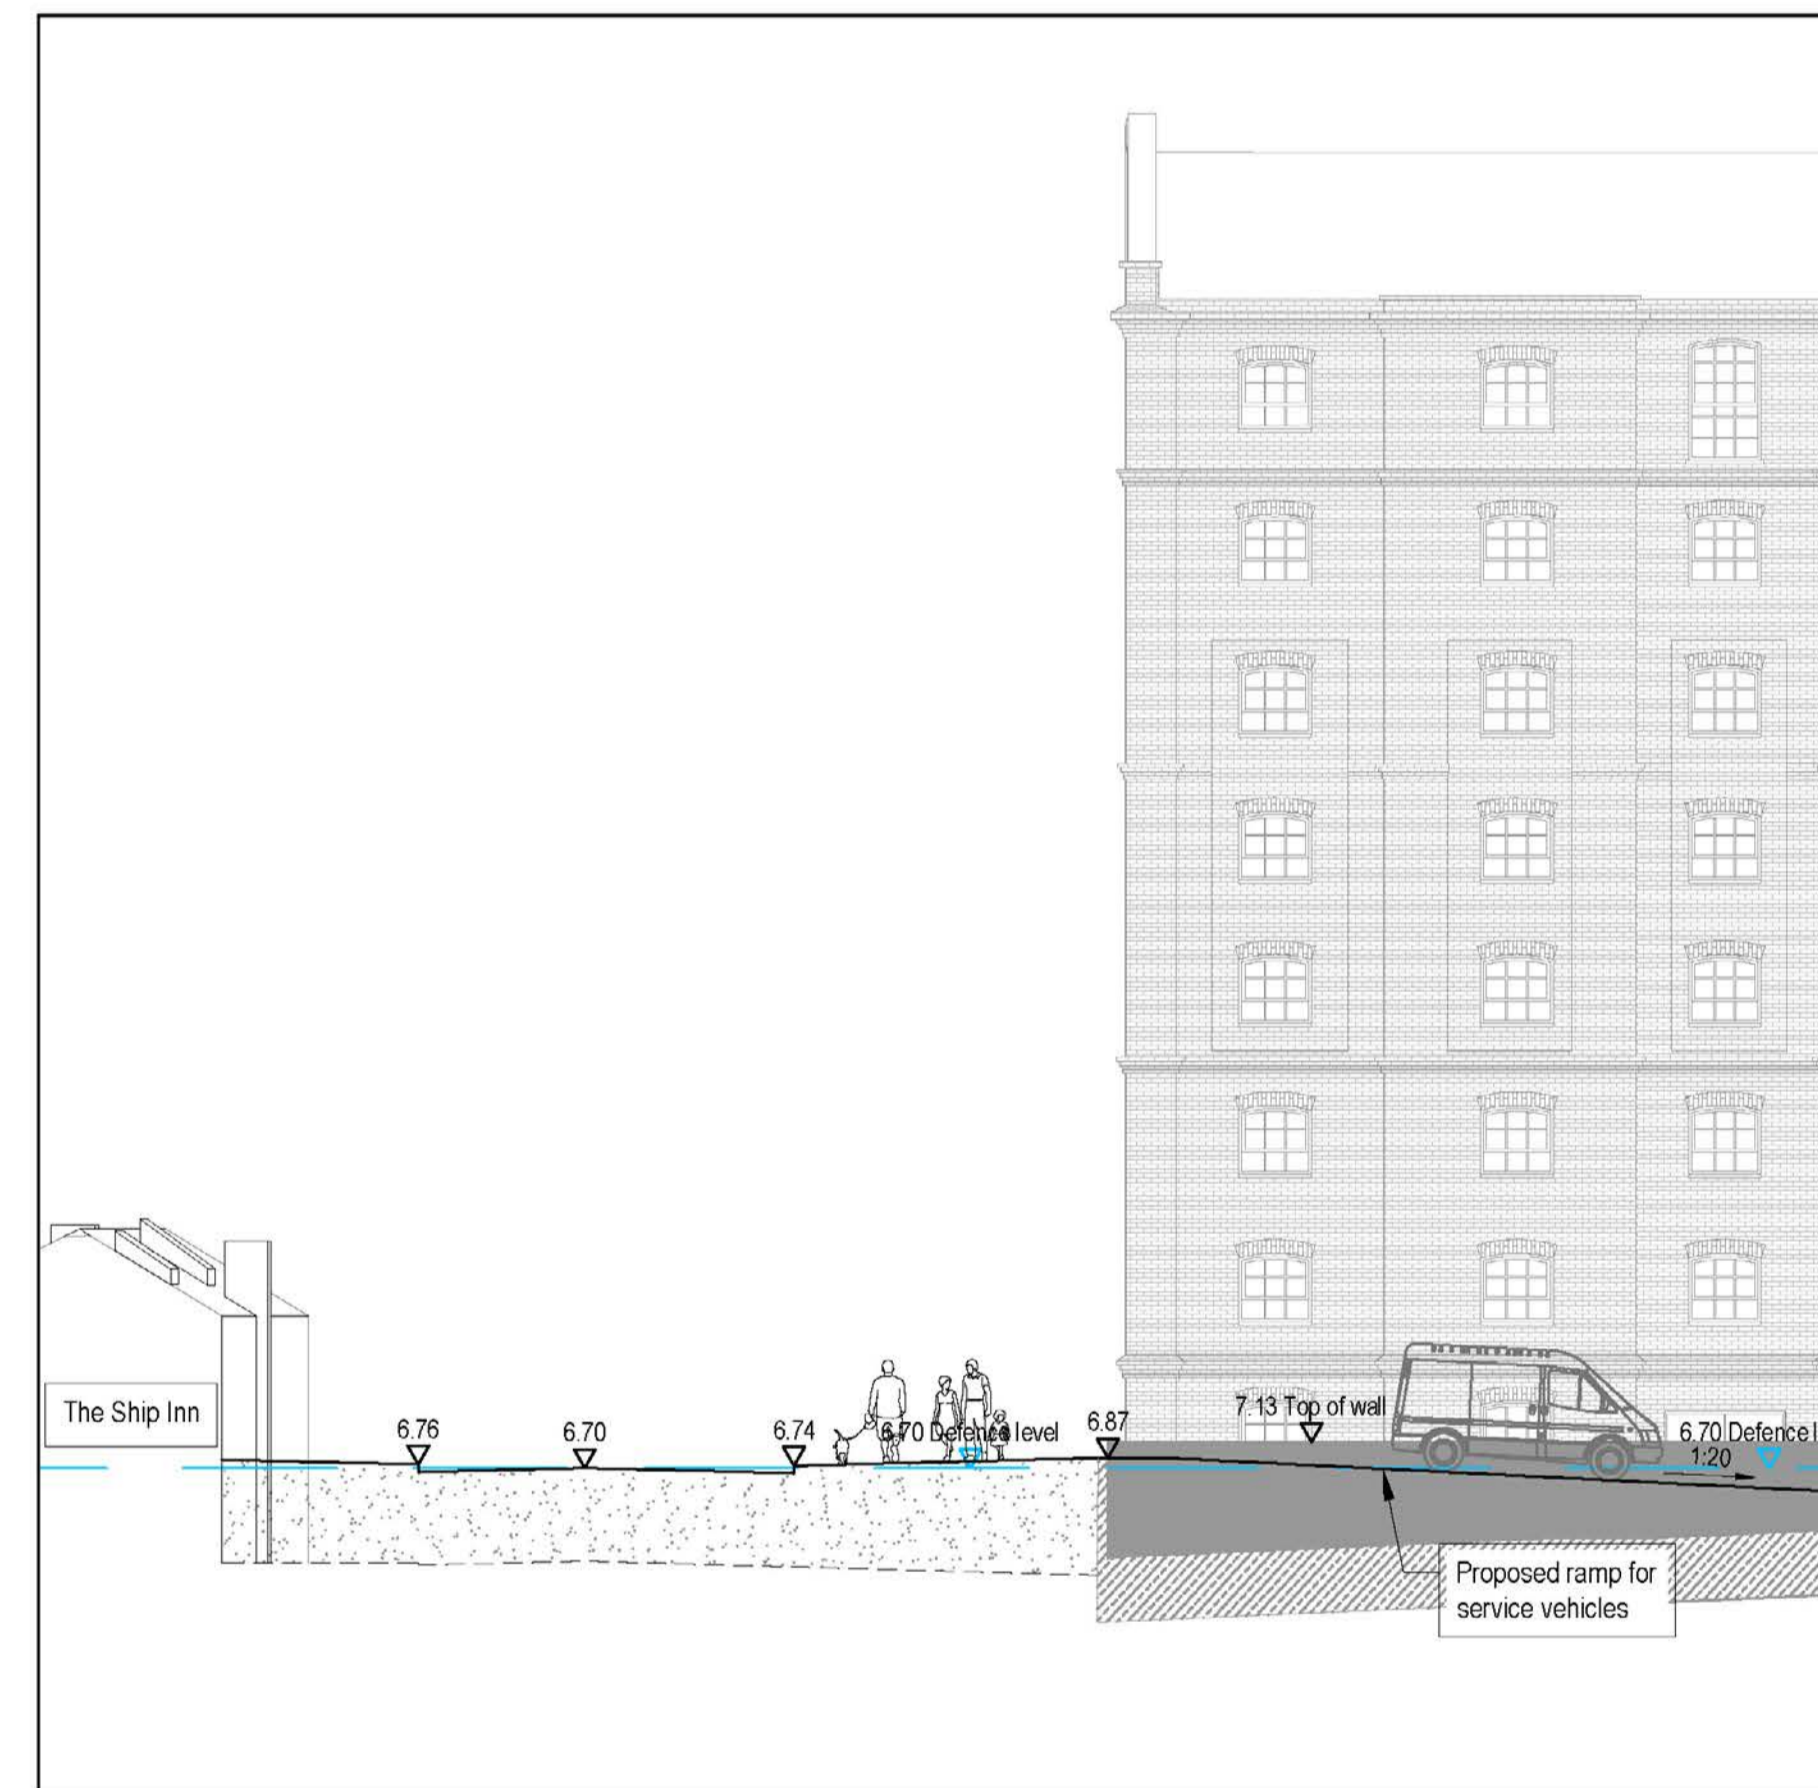 The Ship Inn
6.76
6.70
6.74
6.70 Defence level
6.87
7.13 Top of wall
6.70 Defence l
1:20
Proposed ramp for
service vehicles